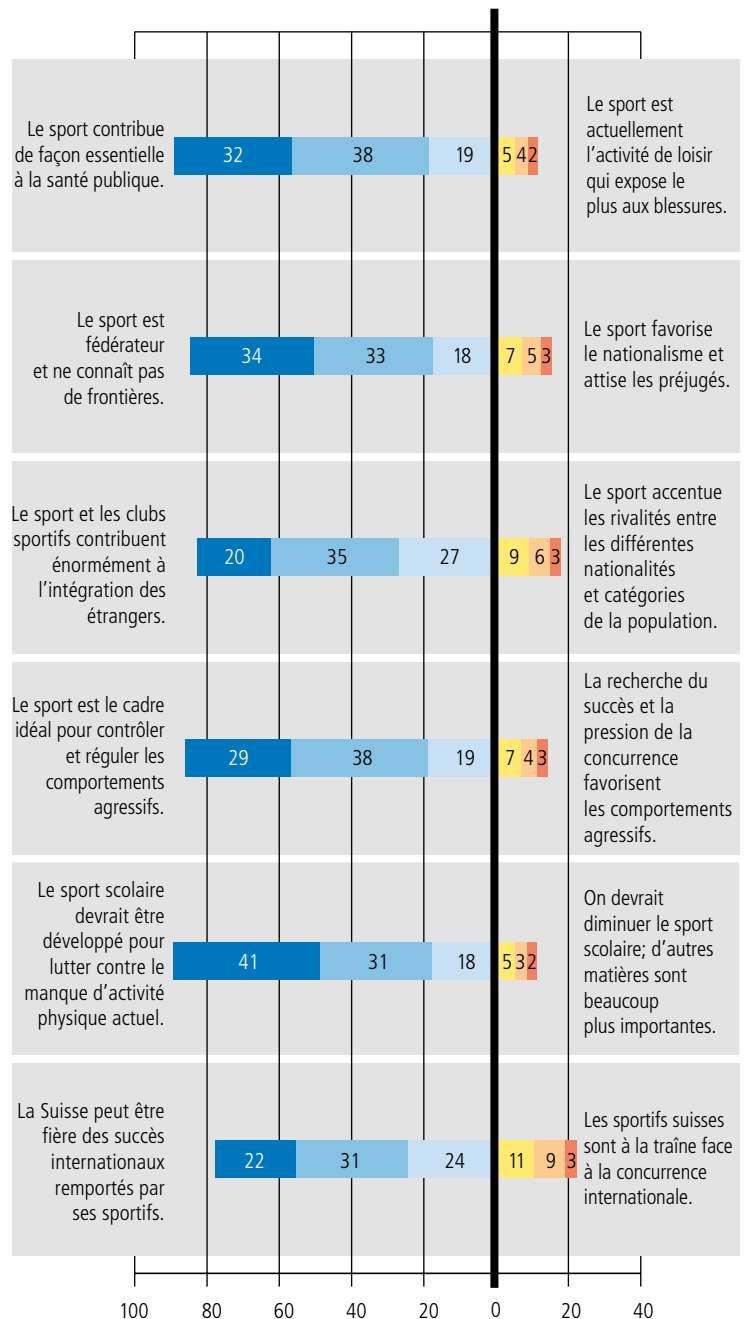 Le sport contribue
de façon essentielle
à la santé publique.
32 38 19 5 4 2
Le sport est
actuellement
l'activité de loisir
qui expose le
plus aux blessures.
Le sport est
fédérateur
et ne connaît pas
de frontières.
34 33 18 7 5 3
Le sport favorise
le nationalisme et
attise les préjugés.
Le sport et les clubs
sportifs contribuent
énormément à
l'intégration des
étrangers.
20 35 27 9 6 3
Le sport accentue
les rivalités entre
les différentes
nationalités
et catégories
de la population.
Le sport est le cadre
idéal pour contrôler
et réguler les
comportements
agressifs.
29 38 19 7 4 3
La recherche du
succès et la
pression de la
concurrence
favorisent
les comportements
agressifs.
Le sport scolaire
devrait être
développé pour
lutter contre le
manque d'activité
physique actuel.
41 31 18 5 3 2
On devrait
diminuer le sport
scolaire; d'autres
matières sont
beaucoup
plus importantes.
La Suisse peut être
fière des succès
internationaux
remportés par
ses sportifs.
22 31 24 11 9 3
Les sportifs suisses
sont à la traîne face
à la concurrence
internationale.
100 80 60 40 20 0 20 40